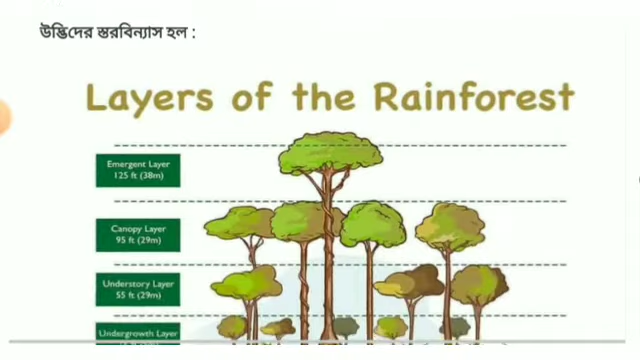 উদ্ভিদের স্তরবিন্যাস হল :
Layers of the Rainforest
Emergent Layer
125 ft (38m)
Canopy Layer
95 ft (29m)
Understory Layer
55 ft (29m)
Undergrowth Layer